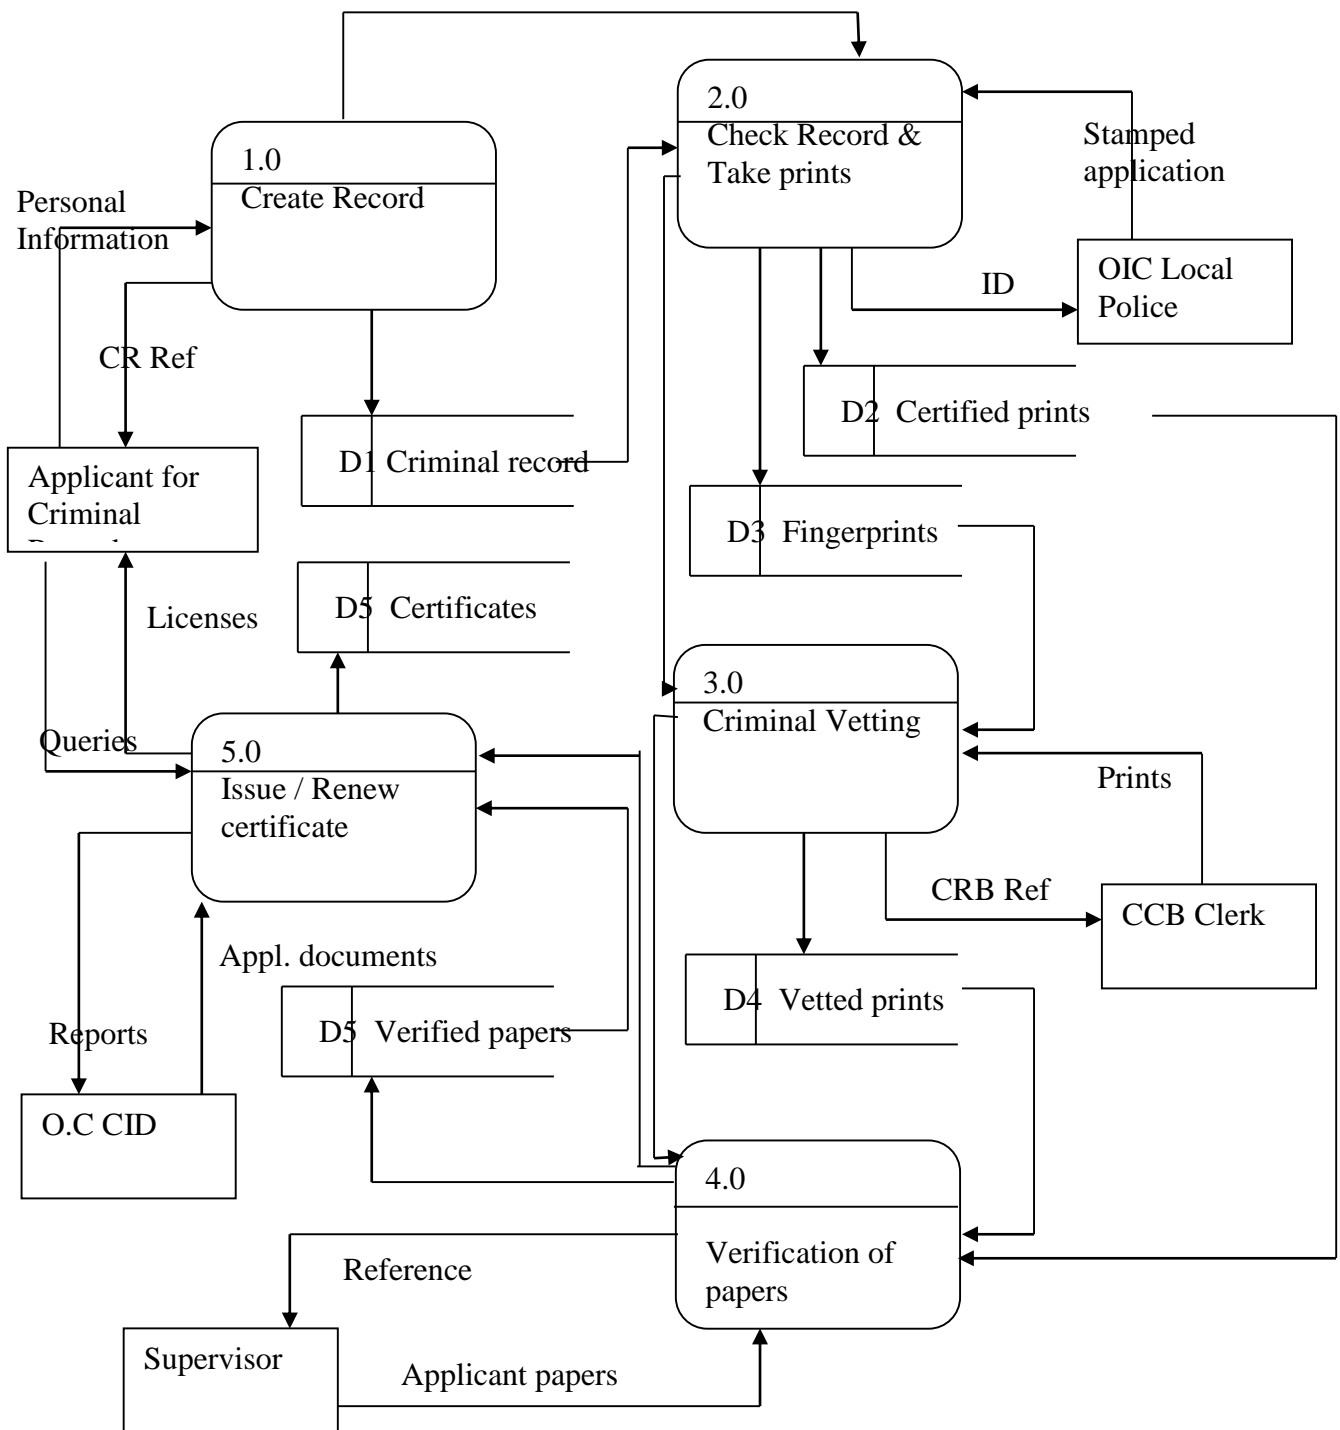 2.0
Check Record &
Take prints
Stamped
application
1.0
Create Record
Personal
Information
OIC Local
Police
ID
CR Ref
D2 Certified prints
D1 Criminal record
Applicant for
Criminal
D3 Fingerprints
D5 Certificates
Licenses
3.0
Criminal Vetting
Queries
5.0
Issue / Renew
certificate
Prints
CRB Ref
CCB Clerk
Appl. documents
D4 Vetted prints
D5 Verified papers
Reports
O.C CID
4.0
Verification of
papers
Reference
Supervisor
Applicant papers